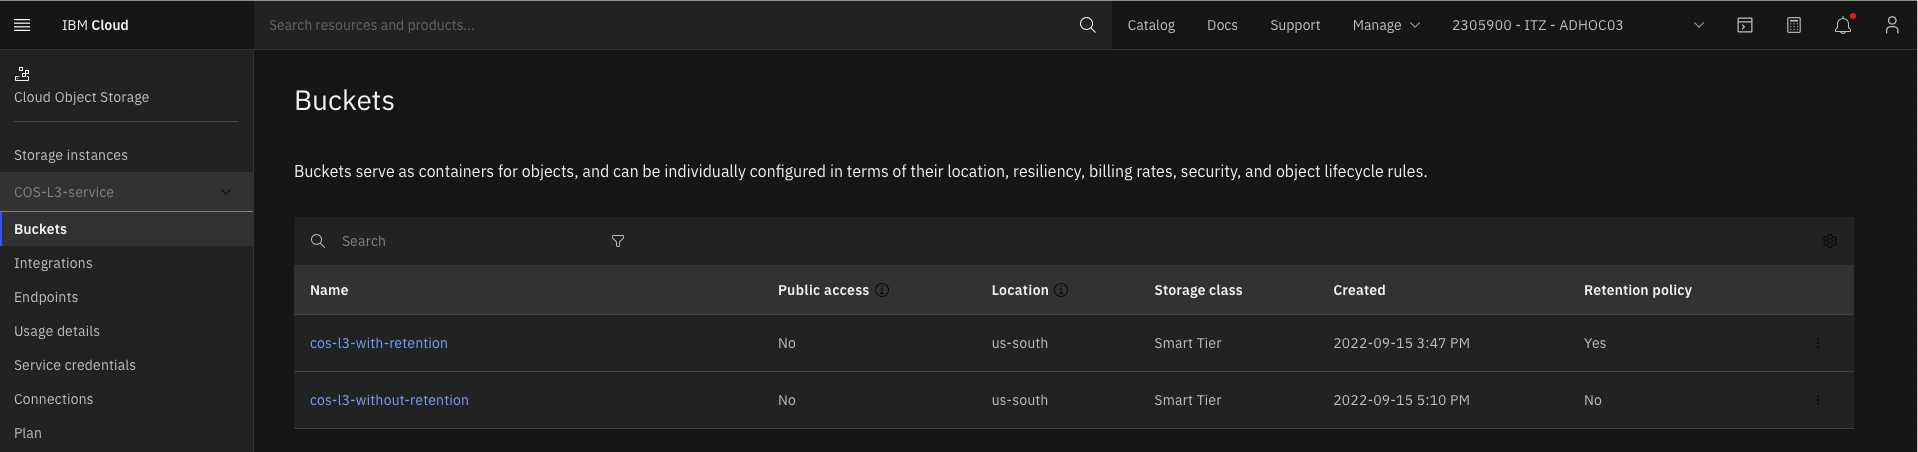 IBM Cloud
Search resources and products...
Catalog
Docs
Support
Manage
2305900 - ITZ - ADHOC03
Cloud Object Storage
Storage instances
COS-L3-service
Buckets
Integrations
Endpoints
Usage details
Service credentials
Connections
Plan
Buckets
Buckets serve as containers for objects, and can be individually configured in terms of their location, resiliency, billing rates, security, and object lifecycle rules.
Search
Name Public access Location Storage class Created Retention policy
cos-l3-with-retention No us-south Smart Tier 2022-09-15 3:47 PM Yes
cos-l3-without-retention No us-south Smart Tier 2022-09-15 5:10 PM No